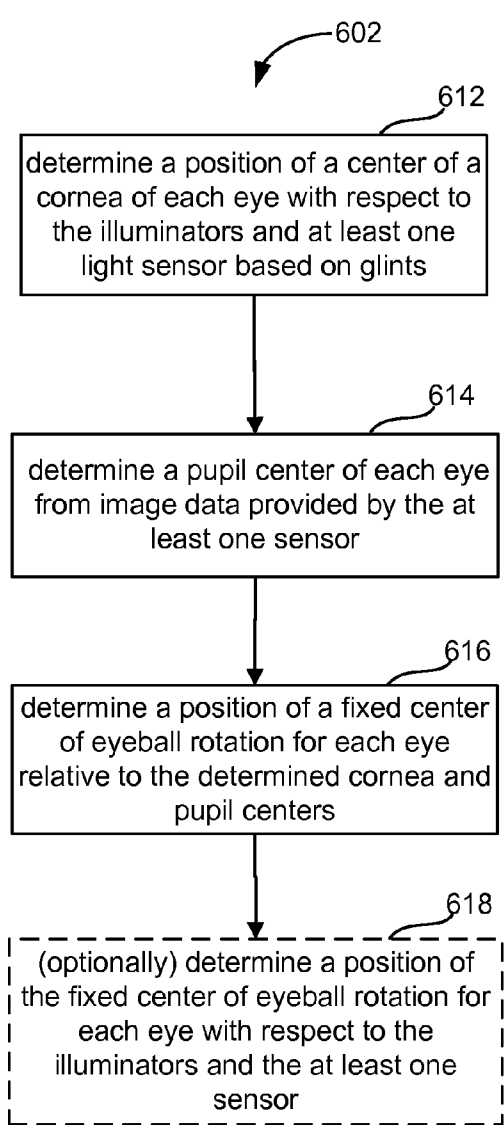 602
612
determine a position of a center of a
cornea of each eye with respect to
the illuminators and at least one
light sensor based on glints
614
determine a pupil center of each eye
from image data provided by the at
least one sensor
616
determine a position of a fixed center
of eyeball rotation for each eye
relative to the determined cornea and
pupil centers
618
(optionally) determine a position of
the fixed center of eyeball rotation for
each eye with respect to the
illuminators and the at least one
sensor